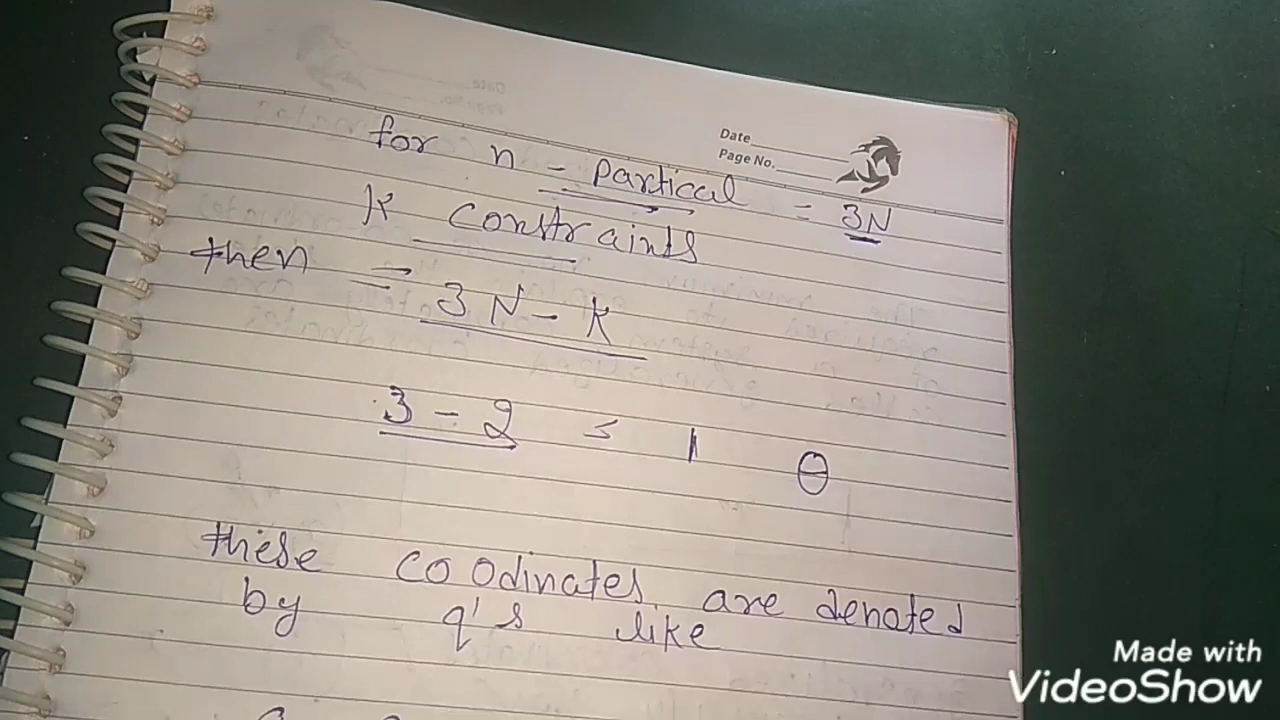 Date
Page No.
for n - Partical = 3N
k constraints
then = 3N - k
3 - 2 = 1 θ
these coodinates are denoted
by q's like
Made with
VideoShow